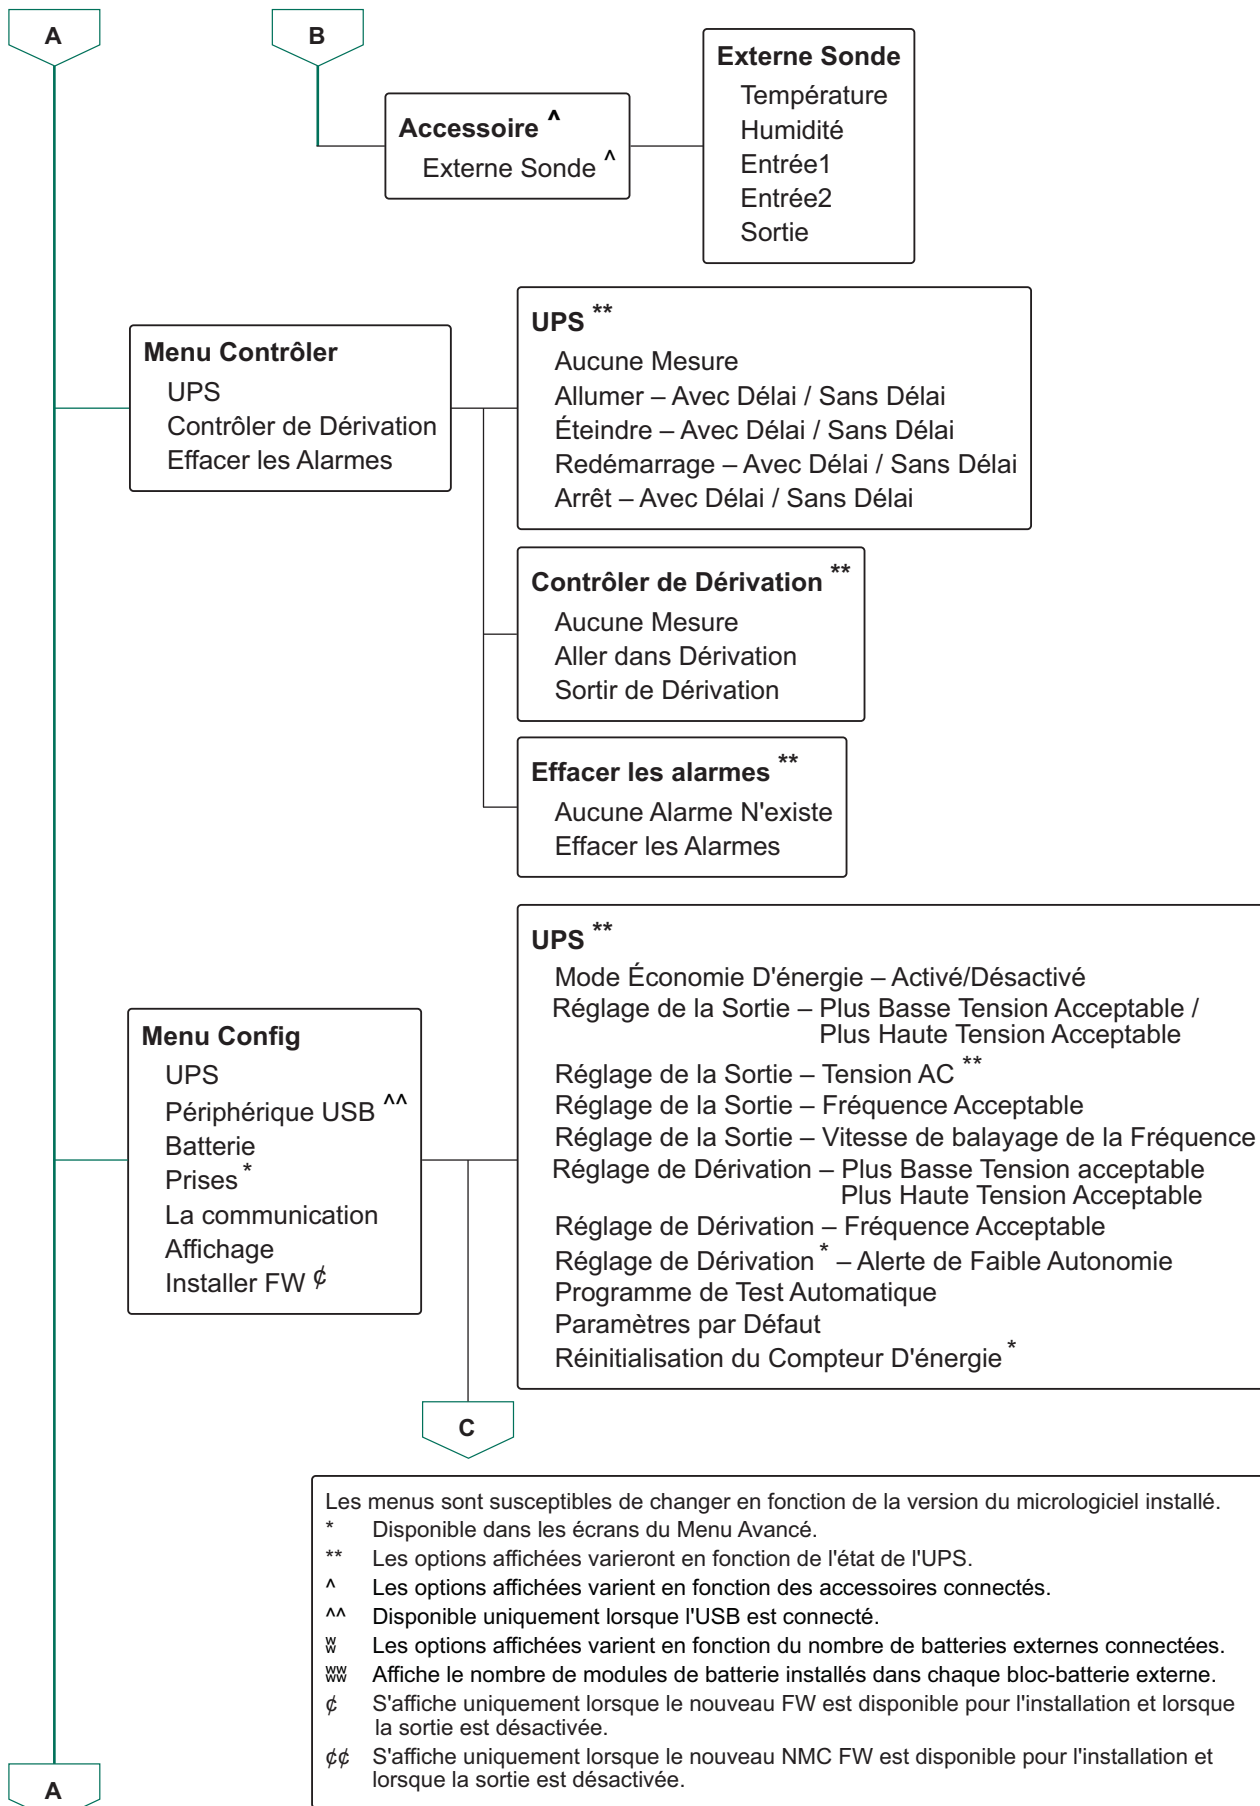 A
B
Externe Sonde
Température
Humidité
Entrée1
Entrée2
Sortie
Accessoire ^
Externe Sonde ^
Menu Contrôler
UPS
Contrôler de Dérivation
Effacer les Alarmes
UPS **
Aucune Mesure
Allumer – Avec Délai / Sans Délai
Éteindre – Avec Délai / Sans Délai
Redémarrage – Avec Délai / Sans Délai
Arrêt – Avec Délai / Sans Délai
Contrôler de Dérivation **
Aucune Mesure
Aller dans Dérivation
Sortir de Dérivation
Effacer les alarmes **
Aucune Alarme N'existe
Effacer les Alarmes
Menu Config
UPS
Périphérique USB ^^
Batterie
Prises *
La communication
Affichage
Installer FW ₵
UPS **
Mode Économie D'énergie – Activé/Désactivé
Réglage de la Sortie – Plus Basse Tension Acceptable /
Plus Haute Tension Acceptable
Réglage de la Sortie – Tension AC **
Réglage de la Sortie – Fréquence Acceptable
Réglage de la Sortie – Vitesse de balayage de la Fréquence
Réglage de Dérivation – Plus Basse Tension acceptable
Plus Haute Tension Acceptable
Réglage de Dérivation – Fréquence Acceptable
Réglage de Dérivation * – Alerte de Faible Autonomie
Programme de Test Automatique
Paramètres par Défaut
Réinitialisation du Compteur D'énergie *
C
Les menus sont susceptibles de changer en fonction de la version du micrologiciel installé.
* Disponible dans les écrans du Menu Avancé.
** Les options affichées varieront en fonction de l'état de l'UPS.
^ Les options affichées varient en fonction des accessoires connectés.
^^ Disponible uniquement lorsque l'USB est connecté.
ʬ Les options affichées varient en fonction du nombre de batteries externes connectées.
ʬʬ Affiche le nombre de modules de batterie installés dans chaque bloc-batterie externe.
₵ S'affiche uniquement lorsque le nouveau FW est disponible pour l'installation et lorsque
la sortie est désactivée.
₵₵ S'affiche uniquement lorsque le nouveau NMC FW est disponible pour l'installation et
lorsque la sortie est désactivée.
A